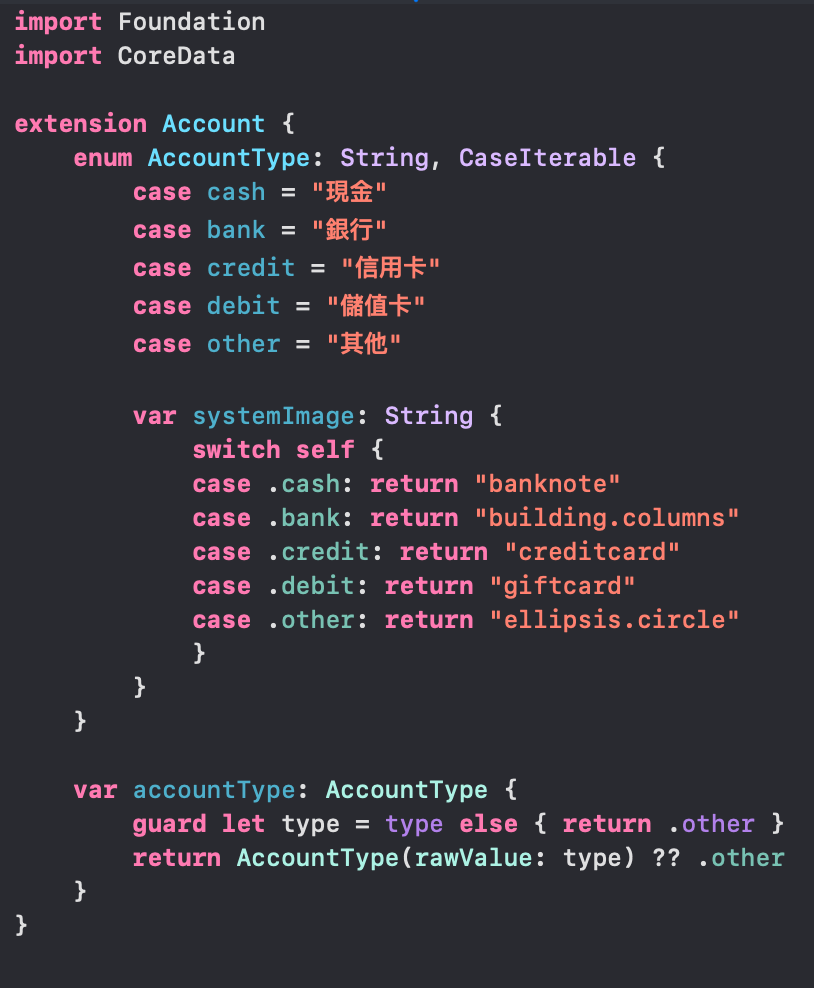 import Foundation
import CoreData
extension Account {
    enum AccountType: String, CaseIterable {
        case cash = "現金"
        case bank = "銀行"
        case credit = "信用卡"
        case debit = "儲值卡"
        case other = "其他"
        var systemImage: String {
            switch self {
            case .cash: return "banknote"
            case .bank: return "building.columns"
            case .credit: return "creditcard"
            case .debit: return "giftcard"
            case .other: return "ellipsis.circle"
            }
        }
    }
    var accountType: AccountType {
        guard let type = type else { return .other }
        return AccountType(rawValue: type) ?? .other
    }
}